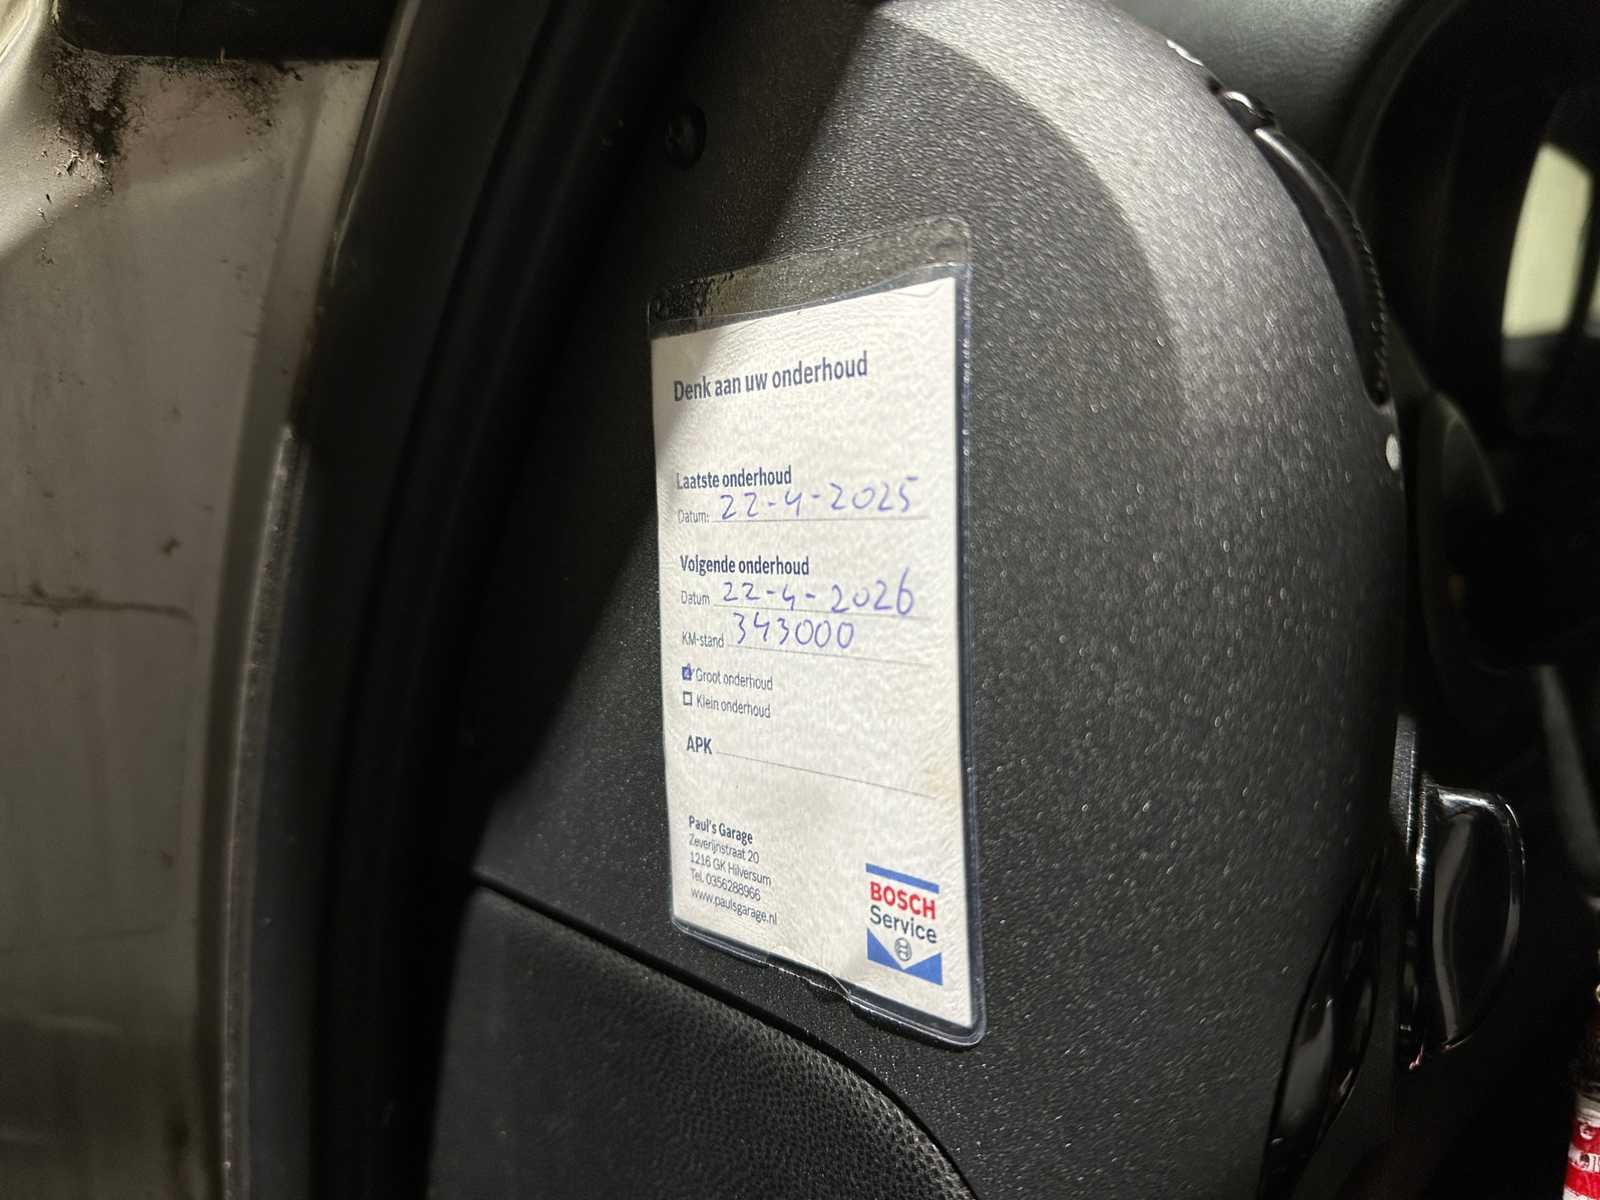 Denk aan uw onderhoud
Laatste onderhoud
Datum: 22-4-2025
Volgende onderhoud
Datum 22-4-2026
KM-stand 343000
Groot onderhoud
Klein onderhoud
APK
Paul's Garage
Zeverijnstraat 20
1216 GK Hilversum
Tel. 0356288966
www.paulsgarage.nl
BOSCH
Service